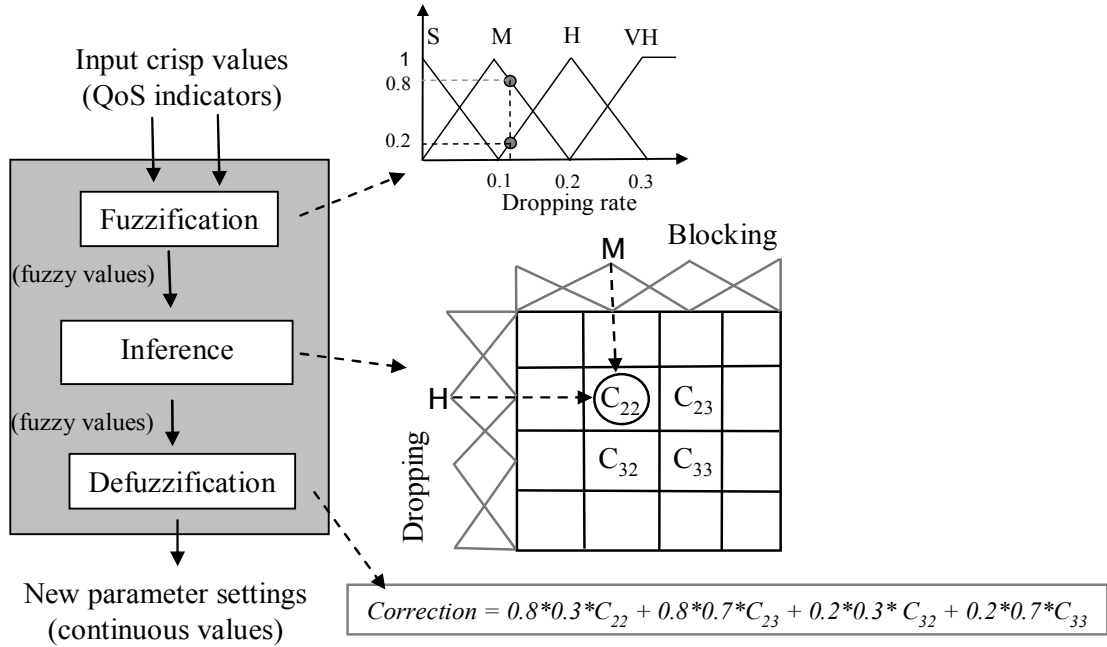 Input crisp values
(QoS indicators)
Fuzzification
(fuzzy values)
Inference
(fuzzy values)
Defuzzification
New parameter settings
(continuous values)
S M H VH
1
0.8
0.2
0.1 0.2 0.3
Dropping rate
Blocking
M
H
Dropping
C22 C23
C32 C33
Correction = 0.8*0.3*C22 + 0.8*0.7*C23 + 0.2*0.3* C32 + 0.2*0.7*C33